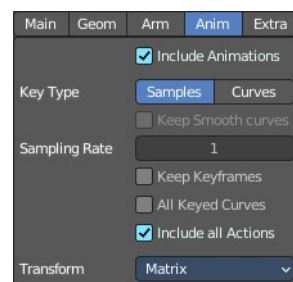 Main Geom Arm Anim Extra
Include Animations
Key Type Samples Curves
Keep Smooth curves
Sampling Rate 1
Keep Keyframes
All Keyed Curves
Include all Actions
Transform Matrix